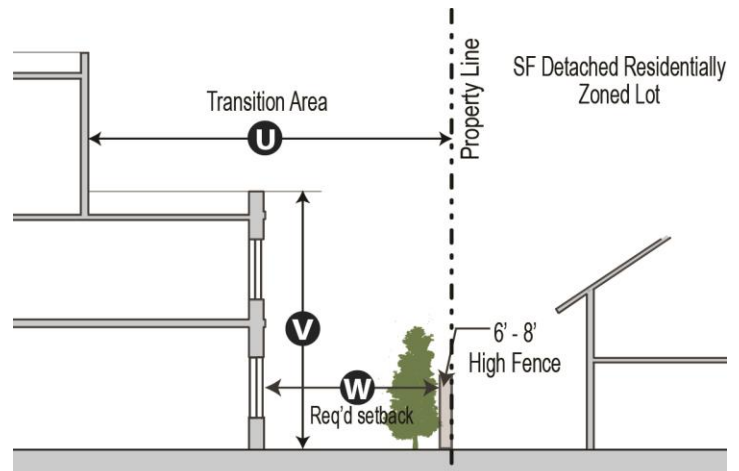 SF Detached Residentially
Zoned Lot
Property Line
Transition Area
U
V
6' - 8'
High Fence
W
Req'd setback